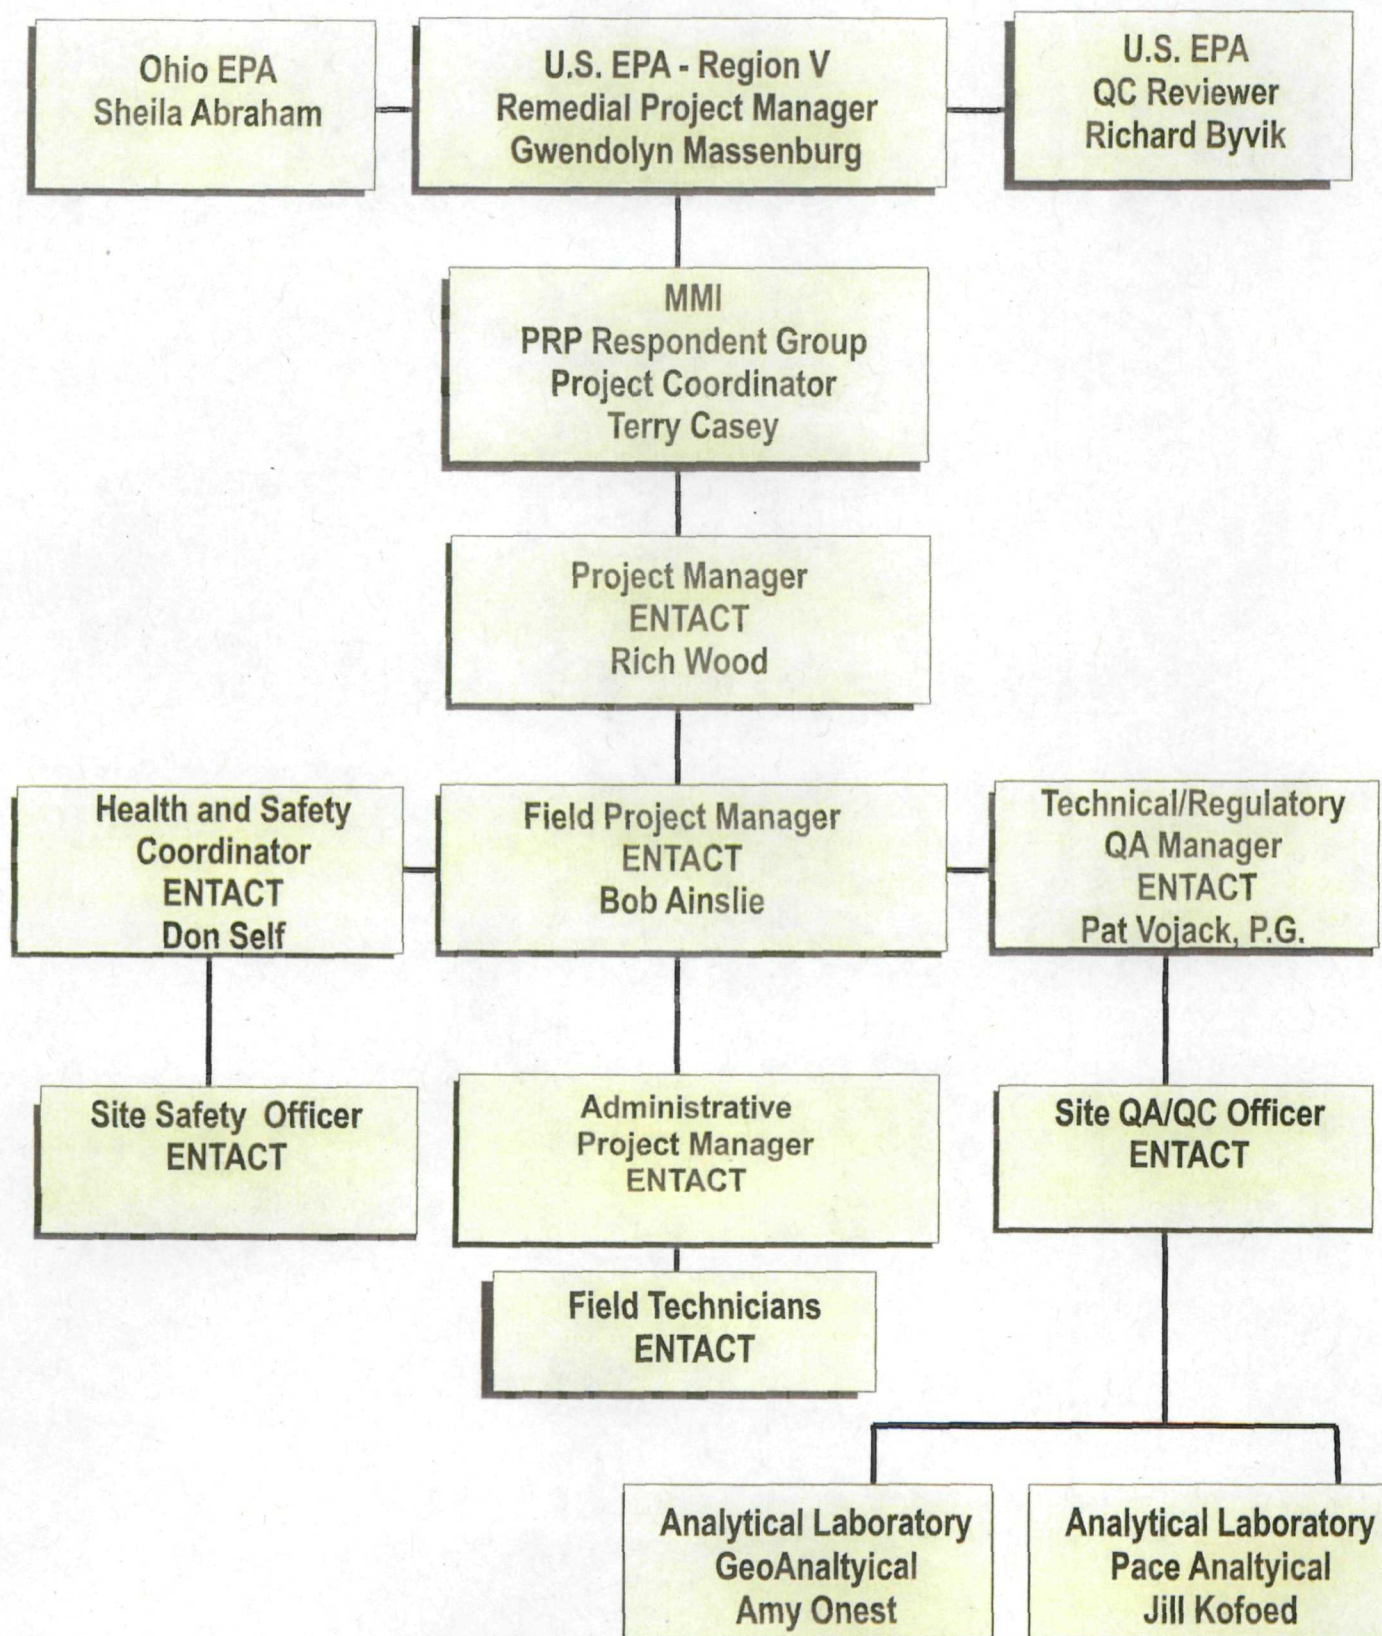 Ohio EPA
Sheila Abraham
U.S. EPA - Region V
Remedial Project Manager
Gwendolyn Massenburg
U.S. EPA
QC Reviewer
Richard Byvik
MMI
PRP Respondent Group
Project Coordinator
Terry Casey
Project Manager
ENTACT
Rich Wood
Health and Safety
Coordinator
ENTACT
Don Self
Field Project Manager
ENTACT
Bob Ainslie
Technical/Regulatory
QA Manager
ENTACT
Pat Vojack, P.G.
Site Safety Officer
ENTACT
Administrative
Project Manager
ENTACT
Site QA/QC Officer
ENTACT
Field Technicians
ENTACT
Analytical Laboratory
GeoAnaltyical
Amy Onest
Analytical Laboratory
Pace Analtyical
Jill Kofoed